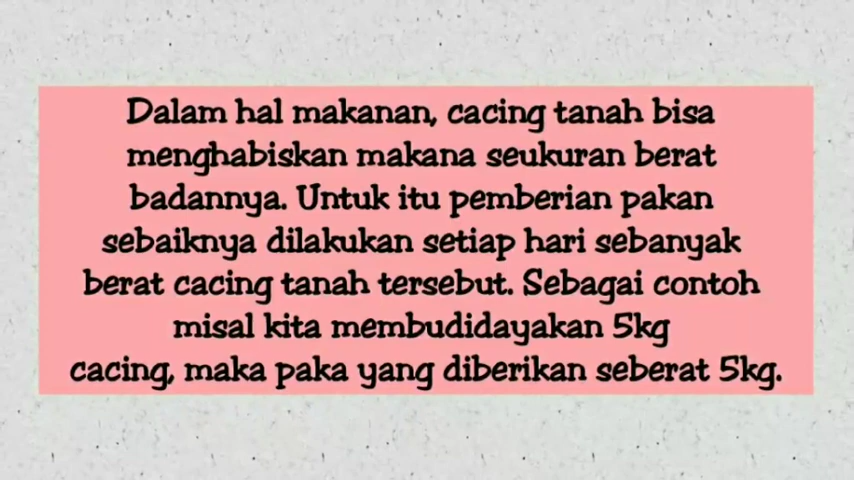 Dalam hal makanan, cacing tanah bisa
menghabiskan makana seukuran berat
badannya. Untuk itu pemberian pakan
sebaiknya dilakukan setiap hari sebanyak
berat cacing tanah tersebut. Sebagai contoh
misal kita membudidayakan 5kg
cacing, maka paka yang diberikan seberat 5kg.